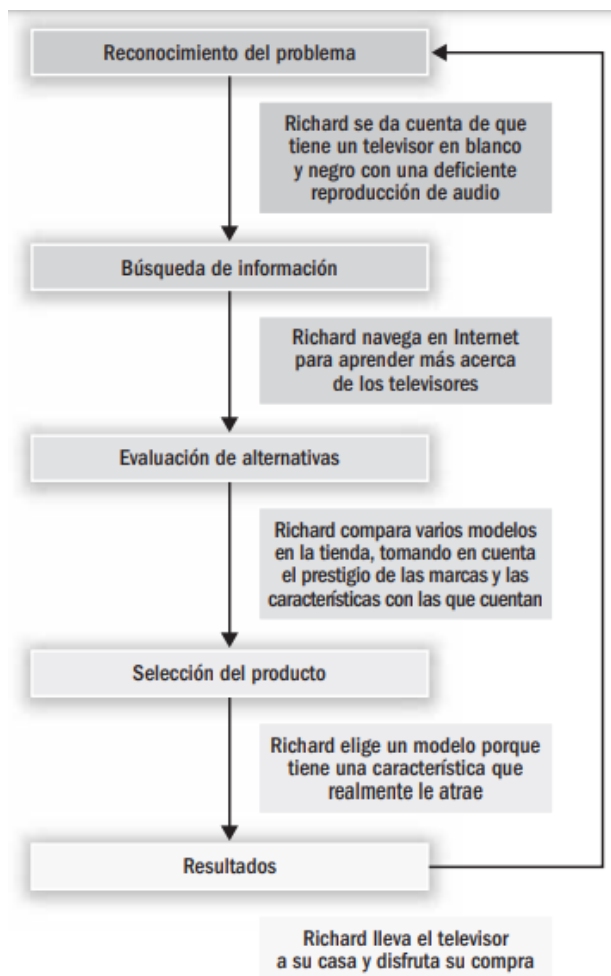 Reconocimiento del problema
Richard se da cuenta de que
tiene un televisor en blanco
y negro con una deficiente
reproducción de audio
Búsqueda de información
Richard navega en Internet
para aprender más acerca
de los televisores
Evaluación de alternativas
Richard compara varios modelos
en la tienda, tomando en cuenta
el prestigio de las marcas y las
características con las que cuentan
Selección del producto
Richard elige un modelo porque
tiene una característica que
realmente le atrae
Resultados
Richard lleva el televisor
a su casa y disfruta su compra